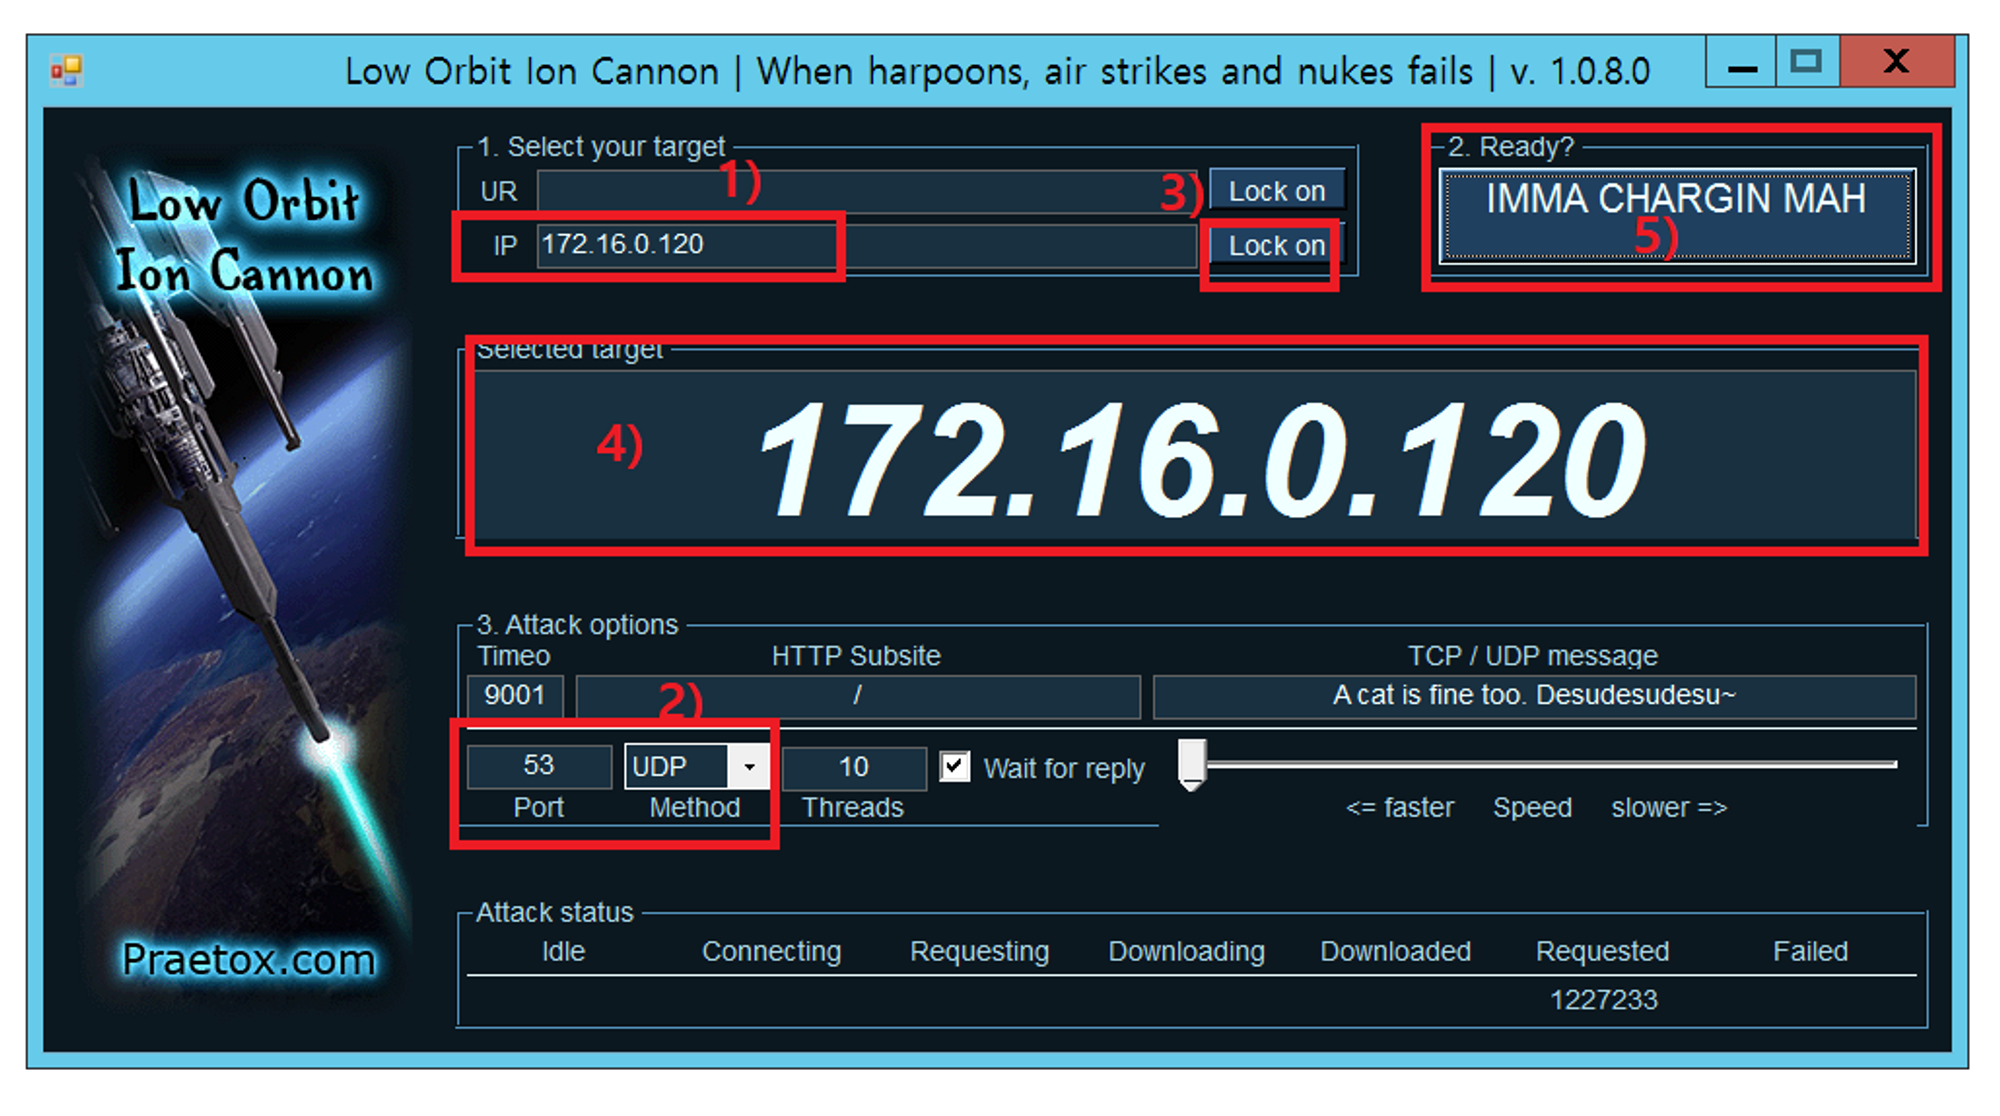 Low Orbit Ion Cannon | When harpoons, air strikes and nukes fails | v. 1.0.8.0
Low Orbit
Ion Cannon
Praetox.com
1. Select your target
1)
UR
3)
Lock on
IP
172.16.0.120
Lock on
2. Ready?
IMMA CHARGIN MAH
5)
Selected target
4)
172.16.0.120
3. Attack options
Timeo
HTTP Subsite
TCP / UDP message
9001
/
A cat is fine too. Desudesudesu~
2)
53
UDP
10
Wait for reply
Port
Method
Threads
<= faster
Speed
slower =>
Attack status
Idle
Connecting
Requesting
Downloading
Downloaded
Requested
Failed
1227233